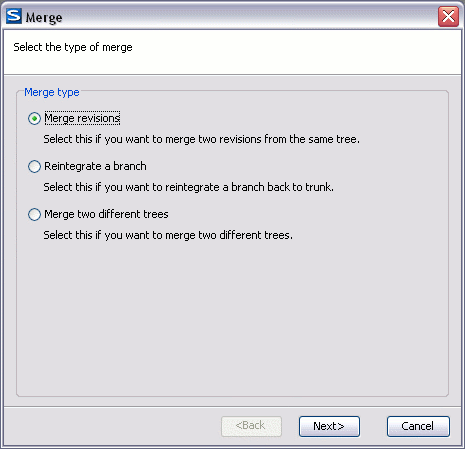 S Merge
Select the type of merge
Merge type
Merge revisions
Select this if you want to merge two revisions from the same tree.
Reintegrate a branch
Select this if you want to reintegrate a branch back to trunk.
Merge two different trees
Select this if you want to merge two different trees.
<Back Next> Cancel